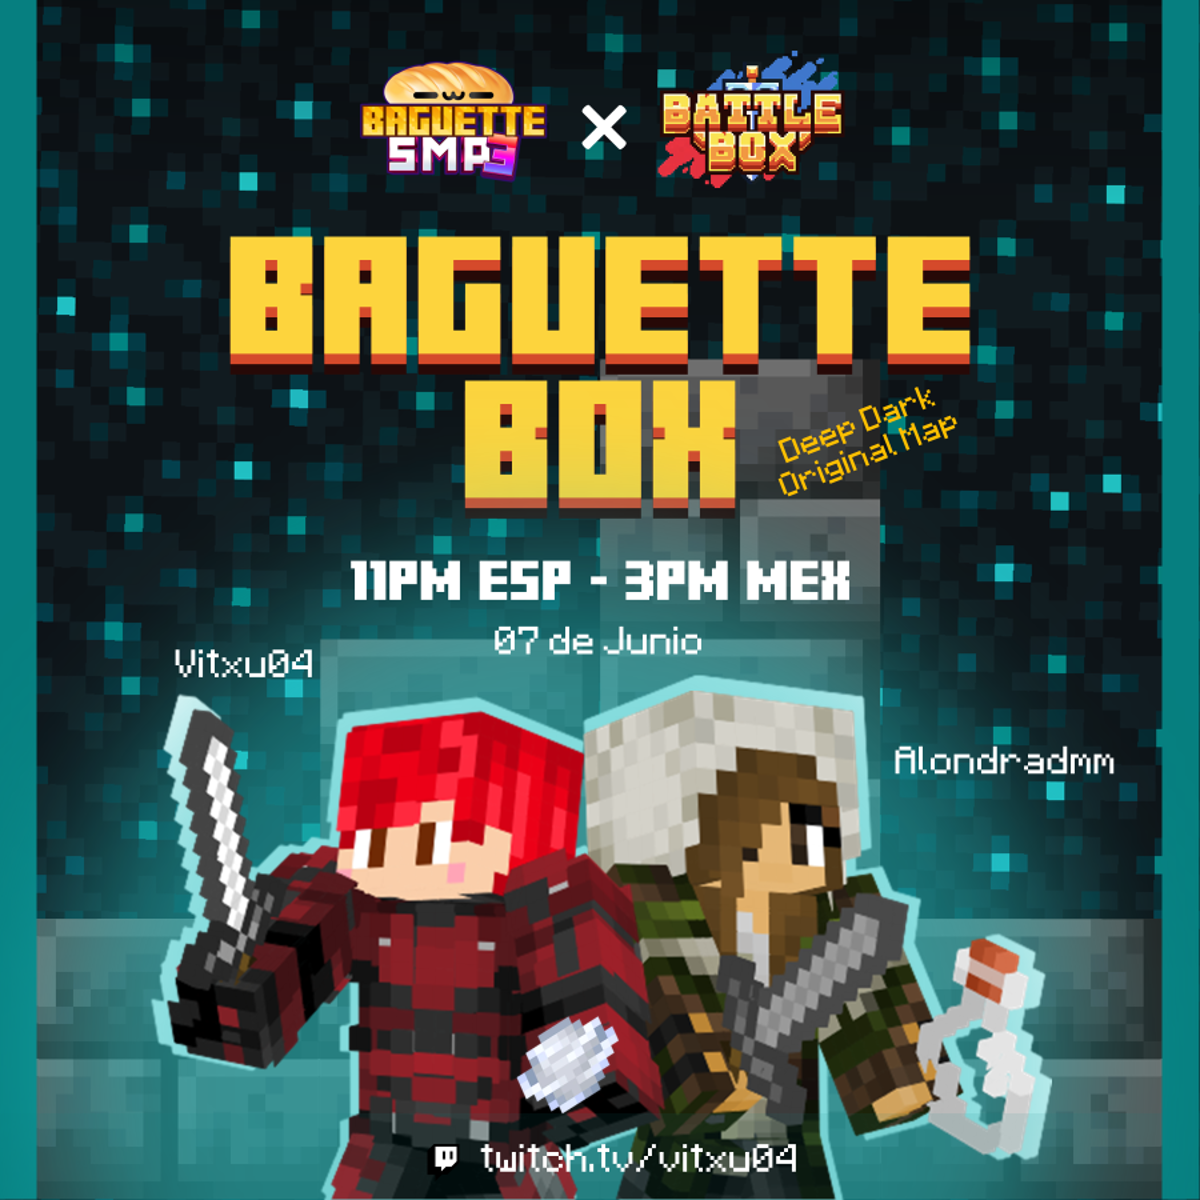 BAGUETTE
SMP3
X
BATTLE
BOX
BAGUETTE
BOX
Deep Dark
Original Map
11PM ESP - 3PM MEX
07 de Junio
Vitxu04
Alondradmm
twitch.tv/vitxu04